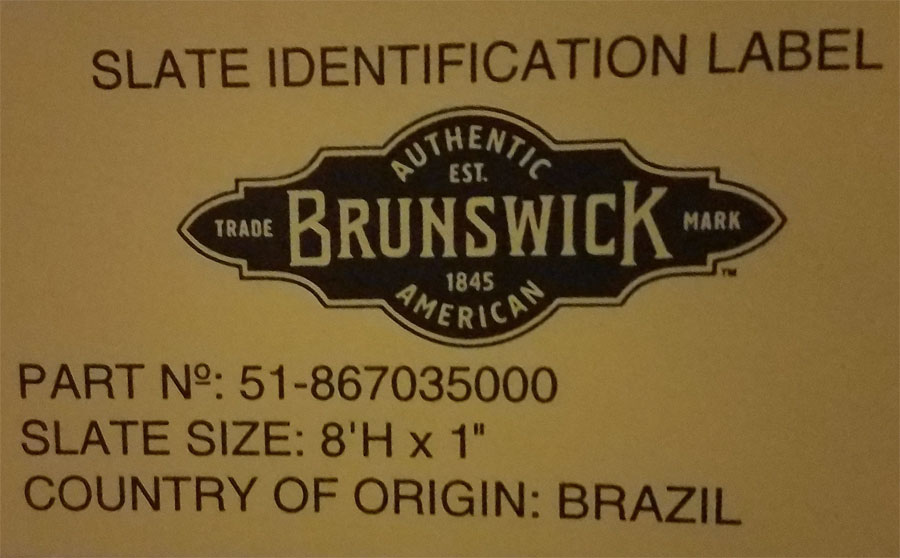 SLATE IDENTIFICATION LABEL
AUTHENTIC
EST.
TRADE BRUNSWICK MARK
™
1845
AMERICAN
PART Nº: 51-867035000
SLATE SIZE: 8'H x 1"
COUNTRY OF ORIGIN: BRAZIL